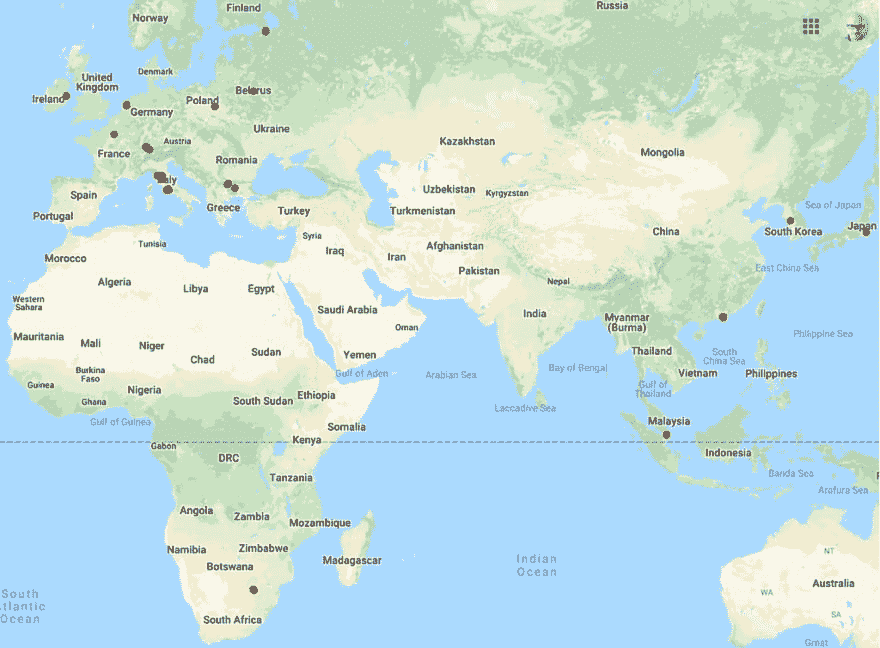 Finland
Russia
Norway
Denmark
United
Kingdom
Ireland
Belarus
Poland
Germany
Ukraine
Austria
France
Romania
Kazakhstan
Mongolia
Italy
Spain
Uzbekistan
Kyrgyzstan
Portugal
Greece
Turkey
Turkmenistan
Sea of Japan
South Korea
Japan
China
Syria
Tunisia
Iraq
Iran
Afghanistan
Morocco
Pakistan
Nepal
East China Sea
Algeria
Libya
Egypt
Western
Sahara
Saudi Arabia
India
Myanmar
(Burma)
Oman
Mauritania
Mali
Niger
Chad
Sudan
Yemen
Thailand
South
China Sea
Philippine Sea
Burkina
Faso
Guinea
Nigeria
Gulf of Aden
Arabian Sea
Bay of Bengal
Vietnam
Philippines
Gulf of
Thailand
Ghana
South Sudan
Ethiopia
Laccadive Sea
Gulf of Guinea
Somalia
Malaysia
Gabon
Kenya
DRC
Indonesia
Banda Sea
Tanzania
Arafura Sea
Angola
Zambia
Mozambique
Namibia
Zimbabwe
Botswana
Madagascar
Indian
Ocean
NT
Australia
WA
SA
South
tlantic
Ocean
South Africa
Great